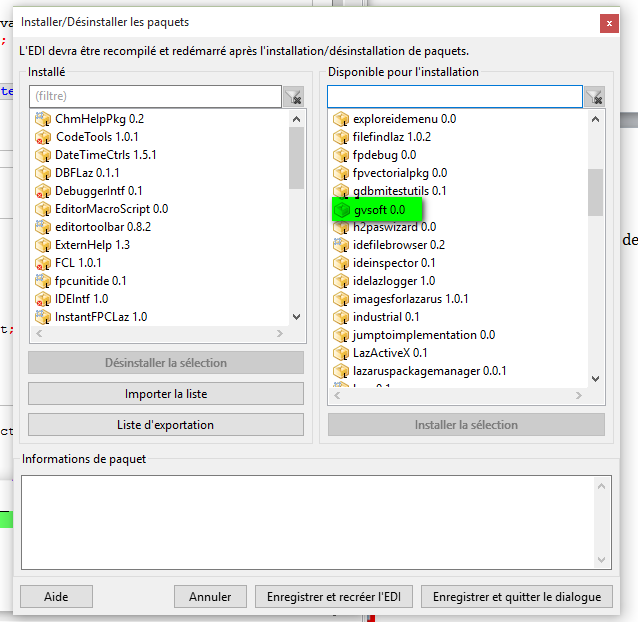 Installer/Désinstaller les paquets
L'EDI devra être recompilé et redémarré après l'installation/désinstallation de paquets.
Installé
(filtre)
ChmHelpPkg 0.2
CodeTools 1.0.1
DateTimeCtrls 1.5.1
DBFLaz 0.1.1
DebuggerIntf 0.1
EditorMacroScript 0.0
editortoolbar 0.8.2
ExternHelp 1.3
FCL 1.0.1
fpcunitide 0.1
IDEIntf 1.0
InstantFPCLaz 1.0
Désinstaller la sélection
Importer la liste
Liste d'exportation
Disponible pour l'installation
exploreidemenu 0.0
filefindlaz 1.0.2
fpdebug 0.0
fpvectorialpkg 0.0
gdbmitestutils 0.1
gvsoft 0.0
h2paswizard 0.0
idefilebrowser 0.2
ideinspector 0.1
idelazlogger 1.0
imagesforlazarus 1.0.1
industrial 0.1
jumptoimplementation 0.0
LazActiveX 0.1
lazaruspackagemanager 0.0.1
Installer la sélection
Informations de paquet
Aide
Annuler
Enregistrer et recréer l'EDI
Enregistrer et quitter le dialogue
va
;
te
t;
ct
de